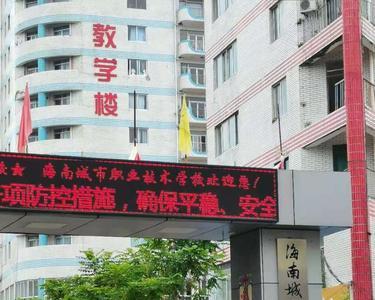 教学楼
海南城市职业技术学校欢迎您！
项防控措施，确保平稳、安全
海南城